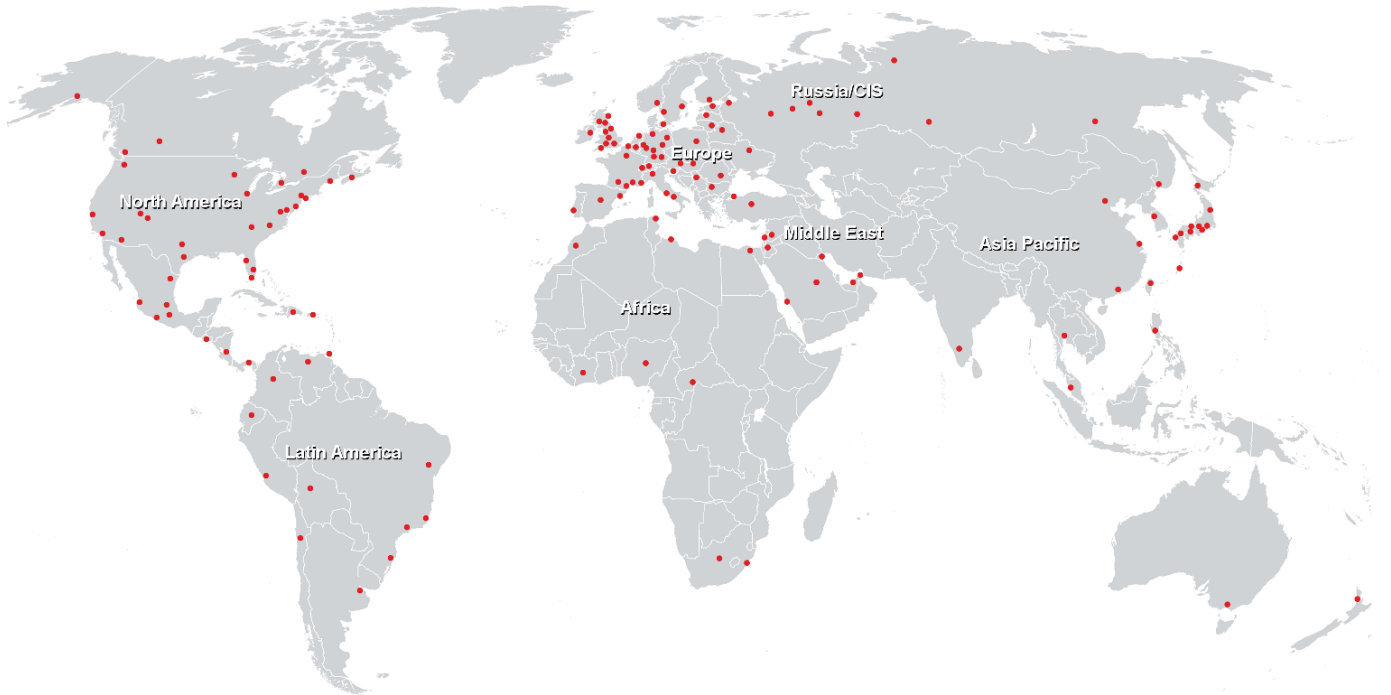 Russia/CIS
Europe
North America
Middle East
Asia Pacific
Africa
Latin America